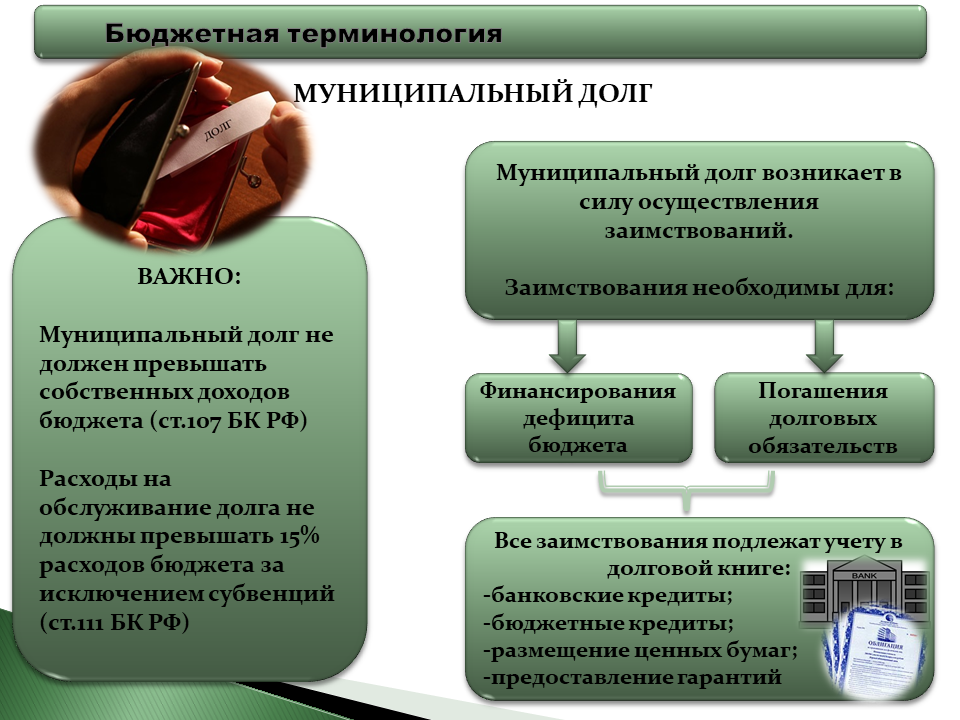 Бюджетная терминология
МУНИЦИПАЛЬНЫЙ ДОЛГ
ДОЛГ
ВАЖНО:
Муниципальный долг не
должен превышать
собственных доходов
бюджета (ст.107 БК РФ)
Расходы на
обслуживание долга не
должны превышать 15%
расходов бюджета за
исключением субвенций
(ст.111 БК РФ)
Муниципальный долг возникает в
силу осуществления
заимствований.
Заимствования необходимы для:
Финансирования
дефицита
бюджета
Погашения
долговых
обязательств
Все заимствования подлежат учету в
долговой книге:
-банковские кредиты;
-бюджетные кредиты;
-размещение ценных бумаг;
-предоставление гарантий
BANK
ОБЛИГАЦИЯ